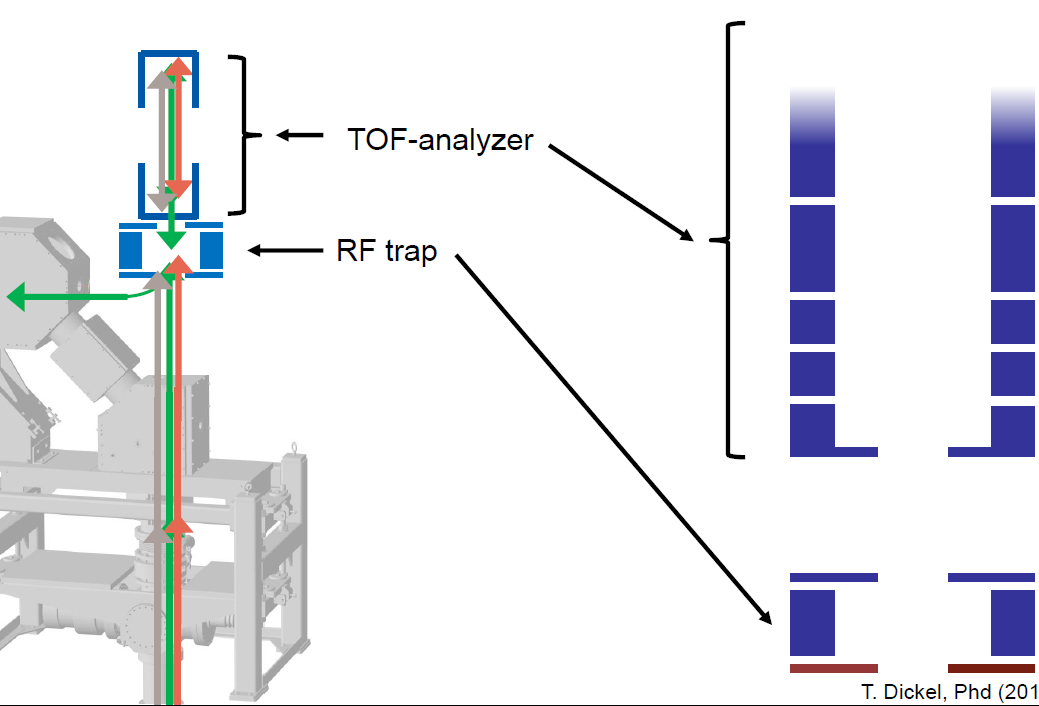 TOF-analyzer
RF trap
T. Dickel, Phd (201